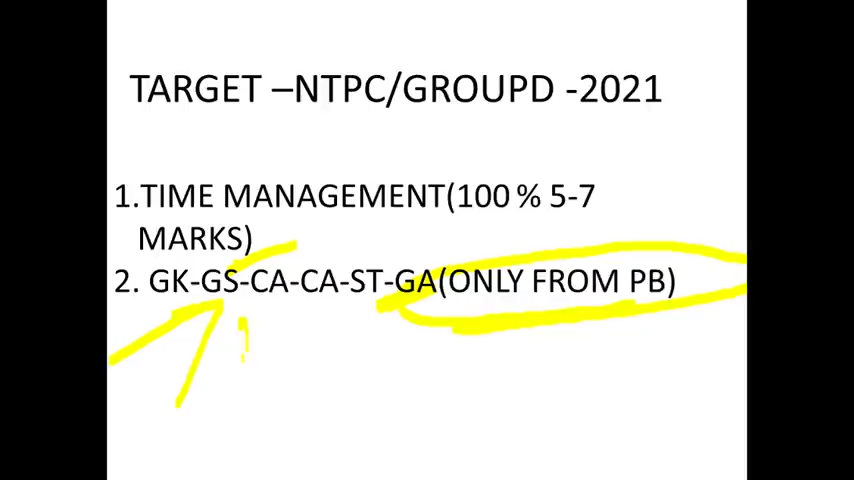 TARGET –NTPC/GROUPD -2021
1.TIME MANAGEMENT(100 % 5-7
MARKS)
2. GK-GS-CA-CA-ST-GA(ONLY FROM PB)